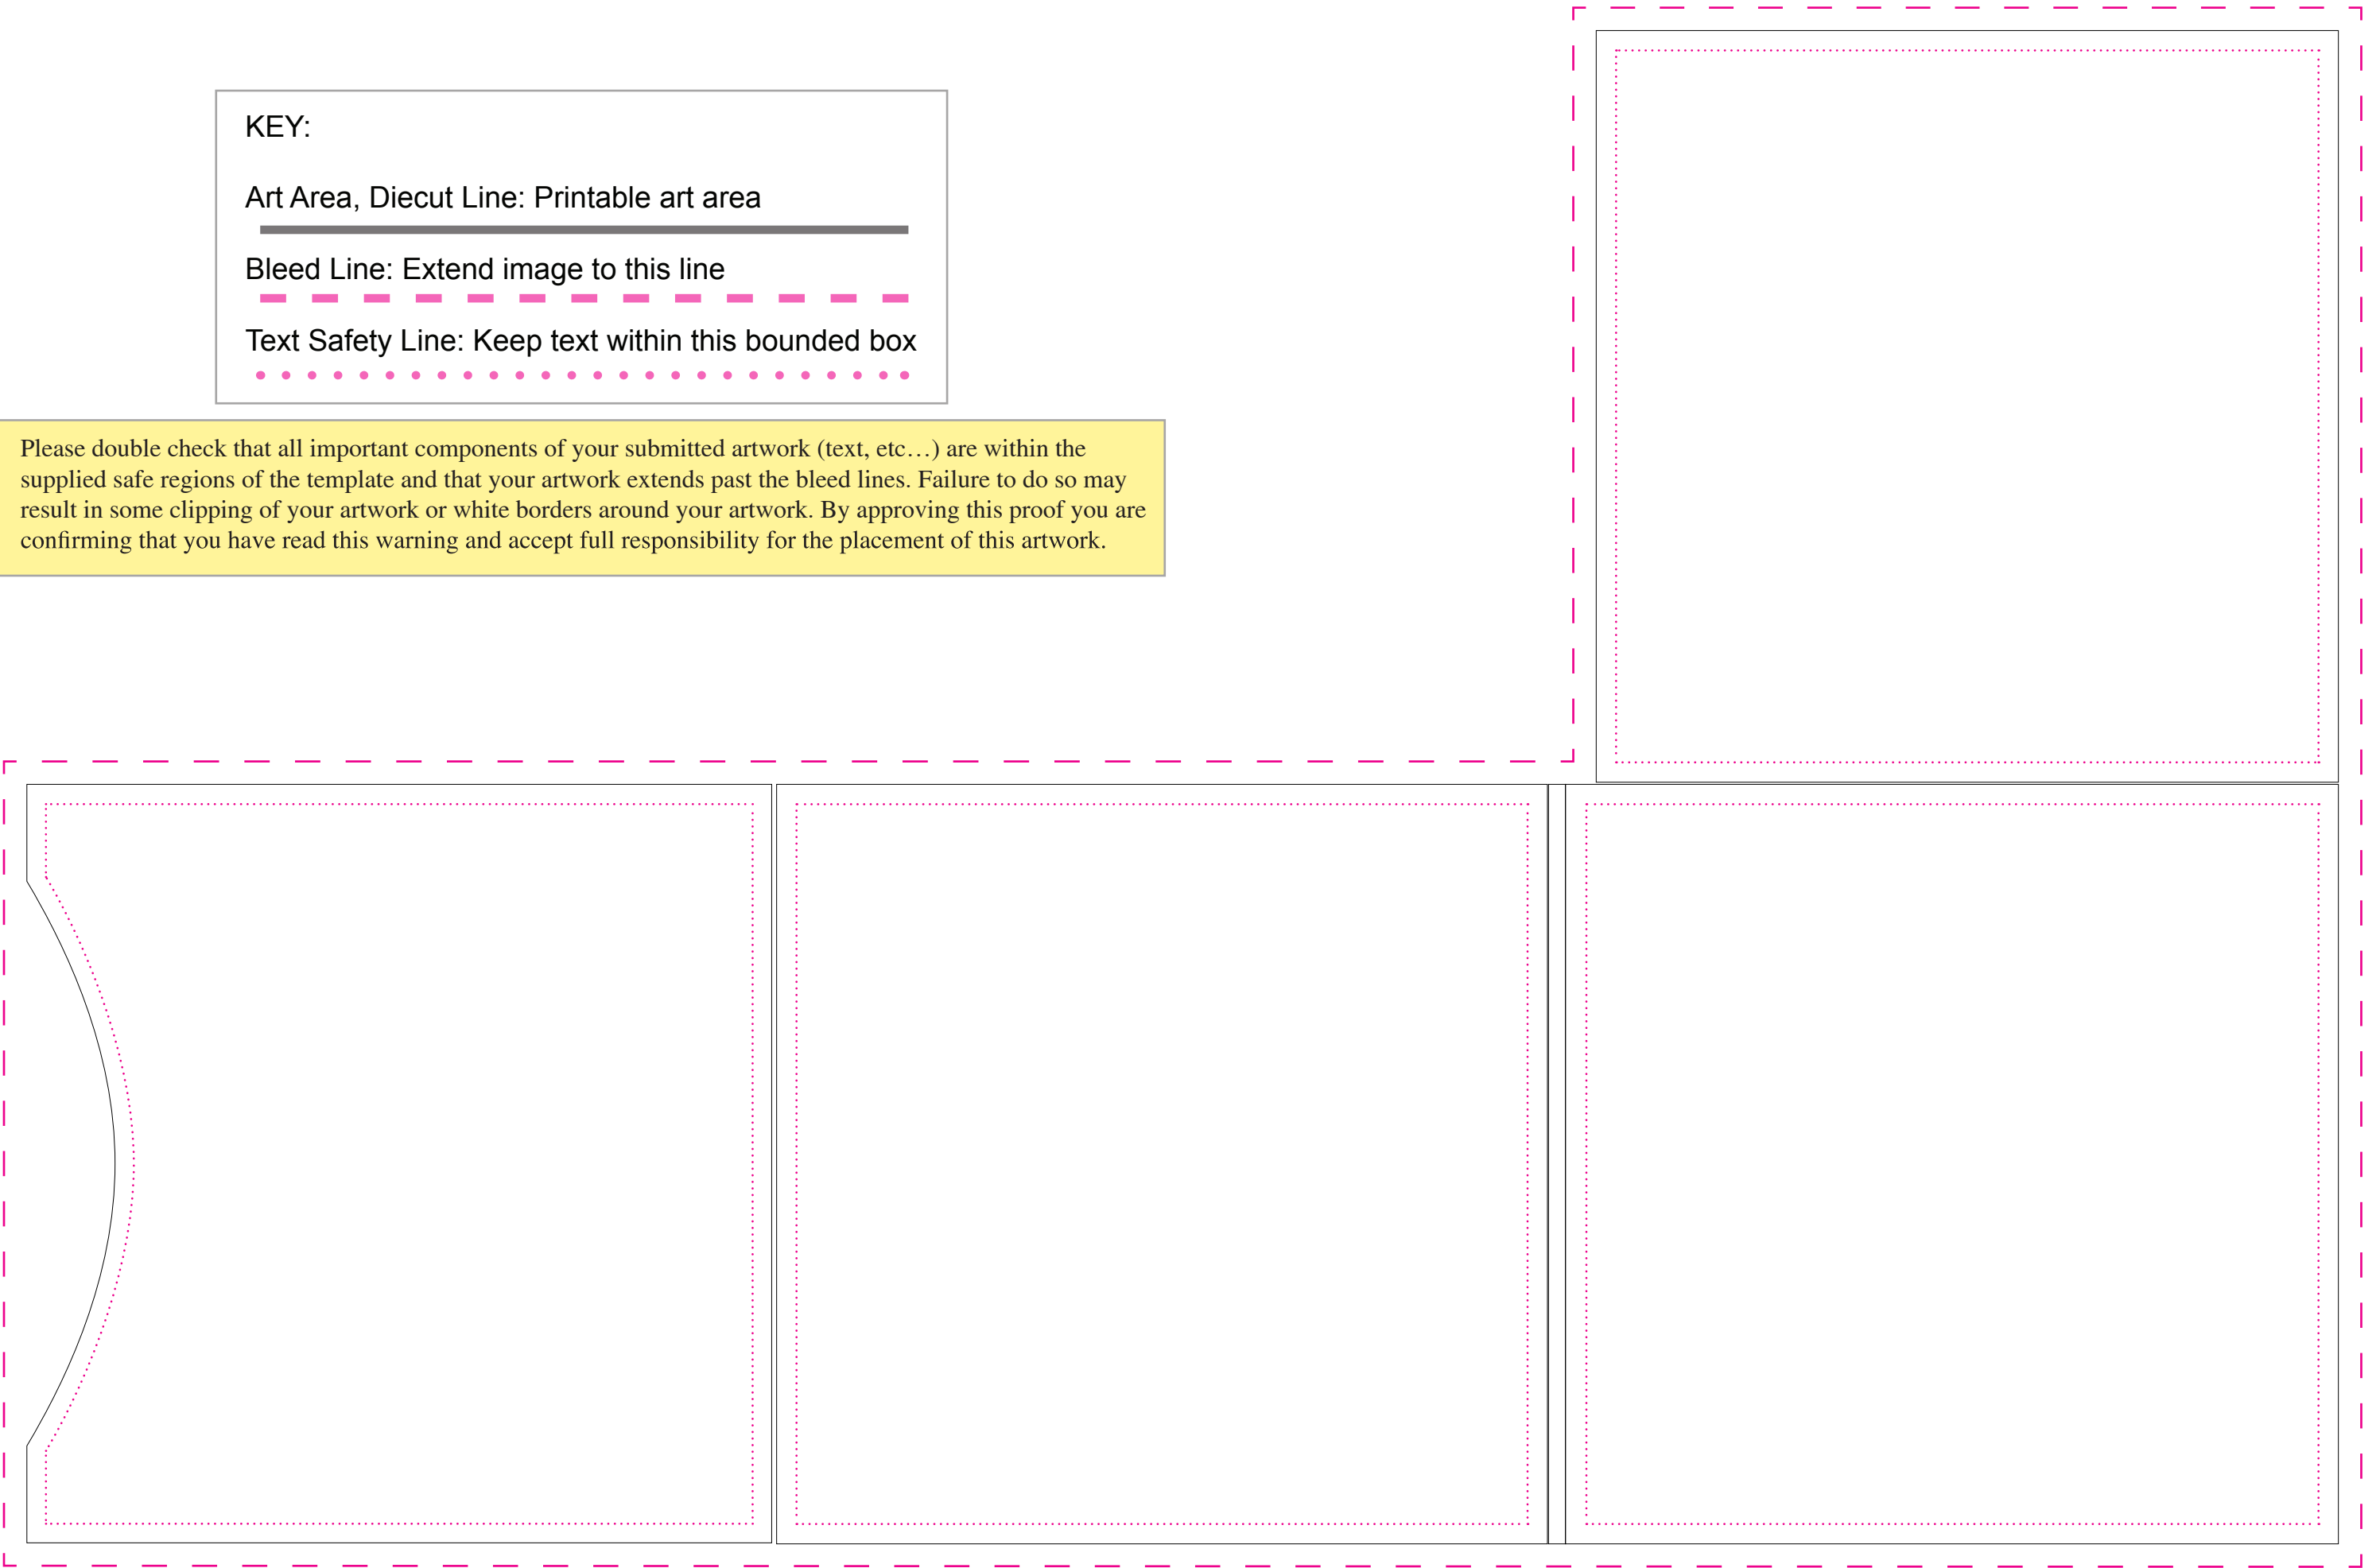 KEY:
Art Area, Diecut Line: Printable art area
Bleed Line: Extend image to this line
Text Safety Line: Keep text within this bounded box
Please double check that all important components of your submitted artwork (text, etc…) are within the
supplied safe regions of the template and that your artwork extends past the bleed lines. Failure to do so may
result in some clipping of your artwork or white borders around your artwork. By approving this proof you are
confirming that you have read this warning and accept full responsibility for the placement of this artwork.